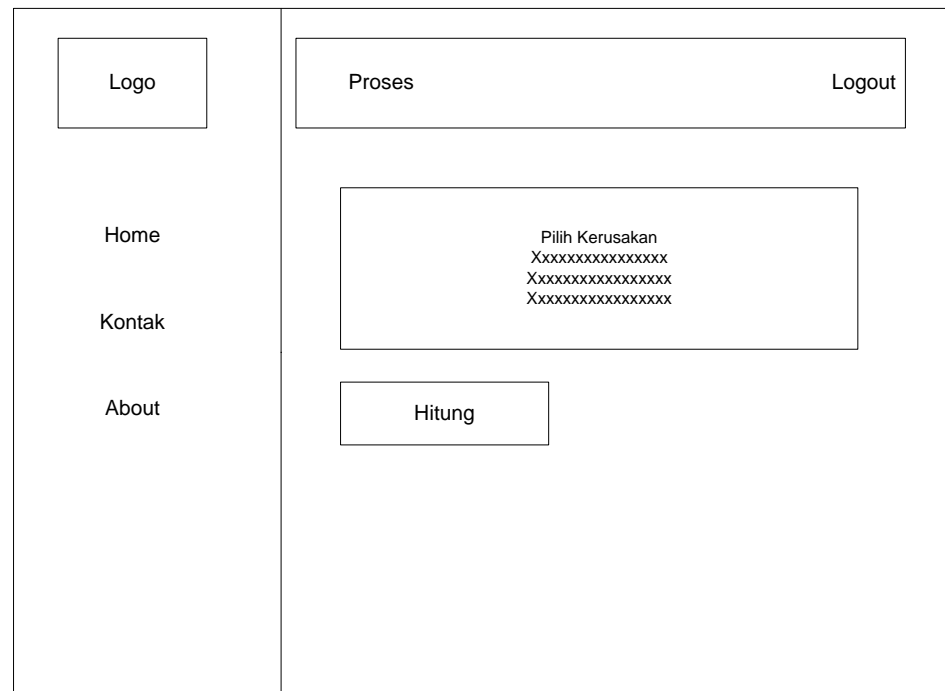 Logo
Proses
Logout
Home
Kontak
About
Pilih Kerusakan
Xxxxxxxxxxxxxxxx
Xxxxxxxxxxxxxxxxx
Xxxxxxxxxxxxxxxxx
Hitung